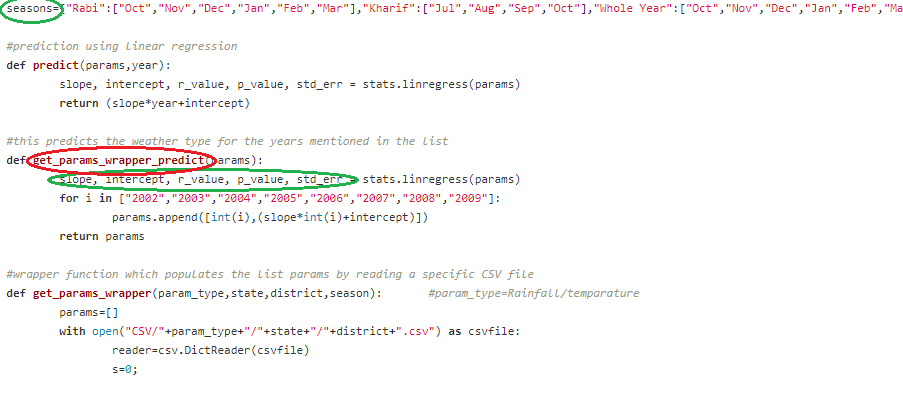 seasons={"Rabi":["Oct","Nov","Dec","Jan","Feb","Mar"],"Kharif":["Jul","Aug","Sep","Oct"],"Whole Year":["Oct","Nov","Dec","Jan","Feb","Ma
#prediction using linear regression
def predict(params,year):
slope, intercept, r_value, p_value, std_err = stats.linregress(params)
return (slope*year+intercept)
#this predicts the weather type for the years mentioned in the List
def get_params_wrapper_predict(params):
slope, intercept, r_value, p_value, std_err = stats.linregress(params)
for i in ["2002","2003","2004","2005","2006","2007","2008","2009"]:
params.append([int(i),(slope*int(i)+intercept)])
return params
#wrapper function which populates the list params by reading a specific CSV file
def get_params_wrapper(param_type,state,district,season): #param_type=Rainfall/temparature
params=[]
with open("CSV/"+param_type+"/"+state+"/"+district+".csv") as csvfile:
reader=csv.DictReader(csvfile)
s=0;